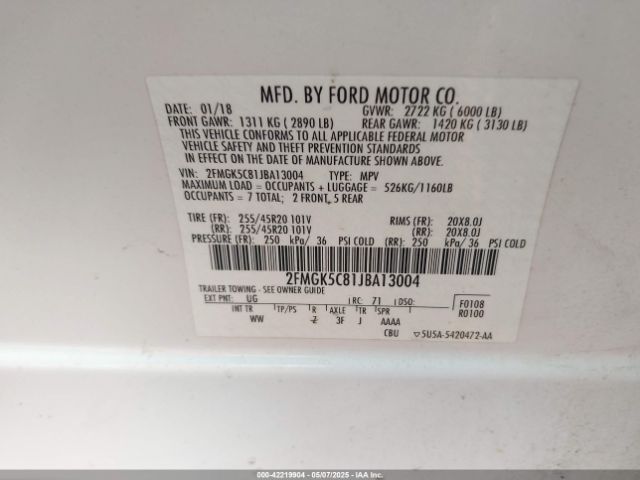 MFD. BY FORD MOTOR CO.
DATE: 01/18 GVWR: 2722 KG ( 6000 LB)
FRONT GAWR: 1311 KG ( 2890 LB) REAR GAWR: 1420 KG ( 3130 LB)
THIS VEHICLE CONFORMS TO ALL APPLICABLE FEDERAL MOTOR
VEHICLE SAFETY AND THEFT PREVENTION STANDARDS
IN EFFECT ON THE DATE OF MANUFACTURE SHOWN ABOVE.
VIN: 2FMGK5C81JBA13004 TYPE: MPV
MAXIMUM LOAD = OCCUPANTS + LUGGAGE = 526KG/1160LB
OCCUPANTS = 7 TOTAL; 2 FRONT, 5 REAR
TIRE (FR): 255/45R20 101V RIMS (FR): 20X8.0J
(RR): 255/45R20 101V (RR): 20X8.0J
PRESSURE (FR): 250 kPa/ 36 PSI COLD (RR): 250 kPa/ 36 PSI COLD
2FMGK5C81JBA13004
TRAILER TOWING - SEE OWNER GUIDE
EXT PNT: UG RC: 71 DSO: F0108
INT TR TP/PS R AXLE TR SPR R0100
WW 2 3F J AAAA
CBU ▽5U5A-5420472-AA
000-42219904 - 05/07/2025 - IAAI.COM